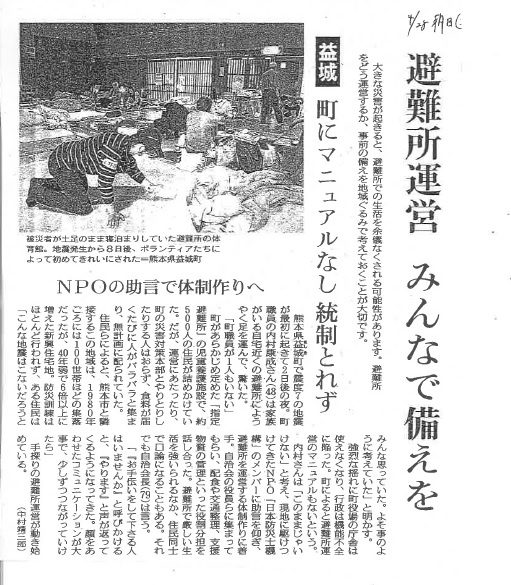 4/28 朝日
避難所運営 みんなで備えを
大きな災害が起きると、避難所での生活を余儀なくされる可能性があります。避難所
をどう運営するか、事前の備えを地域ぐるみで考えておくことが大切です。
益城 町にマニュアルなし 統制とれず
被災者が土足のまま寝泊まりしていた避難所の体
育館。地震発生から8日後、ボランティアたちに
よって初めてきれいにされた=熊本県益城町
NPOの助言で体制作りへ
熊本県益城町で震度7の地震
が最初に起きて2日後の夜。町
職員の内村康成さん(48)は家族
がいる自宅近くの避難所によう
やく足を運んで、驚いた。
「町職員が1人もいない」
町があらかじめ定めた「指定
避難所」の児童養護施設で、約
500人の住民が詰めかけてい
た。だが、運営にあたったり、
町の災害対策本部とやりとりし
たりする人はおらず、食料が届
くたびに人がバラバラと集ま
り、無計画に配られていた。
住民らによると、熊本市と隣
接するこの地域は、1980年
ごろには100世帯ほどの集落
だったが、40年弱で6倍以上に
増えた新興住宅地。防災訓練は
ほとんど行われず、ある住民は
「こんな地震はこないだろうと
みんな思っていた。よそ事のよ
うに考えていた」と明かす。
強烈な揺れに町役場の庁舎は
使えなくなり、行政は機能不全
に陥った。町によると避難所運
営のマニュアルもないという。
内村さんは「このままじゃい
けない」と考え、現地に駆けつ
けてきたNPO「日本防災士機
構」のメンバーに助言を仰ぎ、
避難所を運営する体制作りに着
手。自治会の役員らに集まって
もらい、配食や交通整理、支援
物資の管理といった役割分担を
話し合った。避難所で厳しい生
活を強いられるなか、住民同士
で口論になることもある。それ
でも自治会長(79)は言う。
「『お手伝いをして下さる人
はいませんか』と呼びかける
と、『やります』と声が返って
くるようになってきた。顔をあ
わせたコミュニケーションが大
事で、少しずつつながっていけ
たら」
手探りの避難所運営が動き始
めている。 (中村靖三郎)